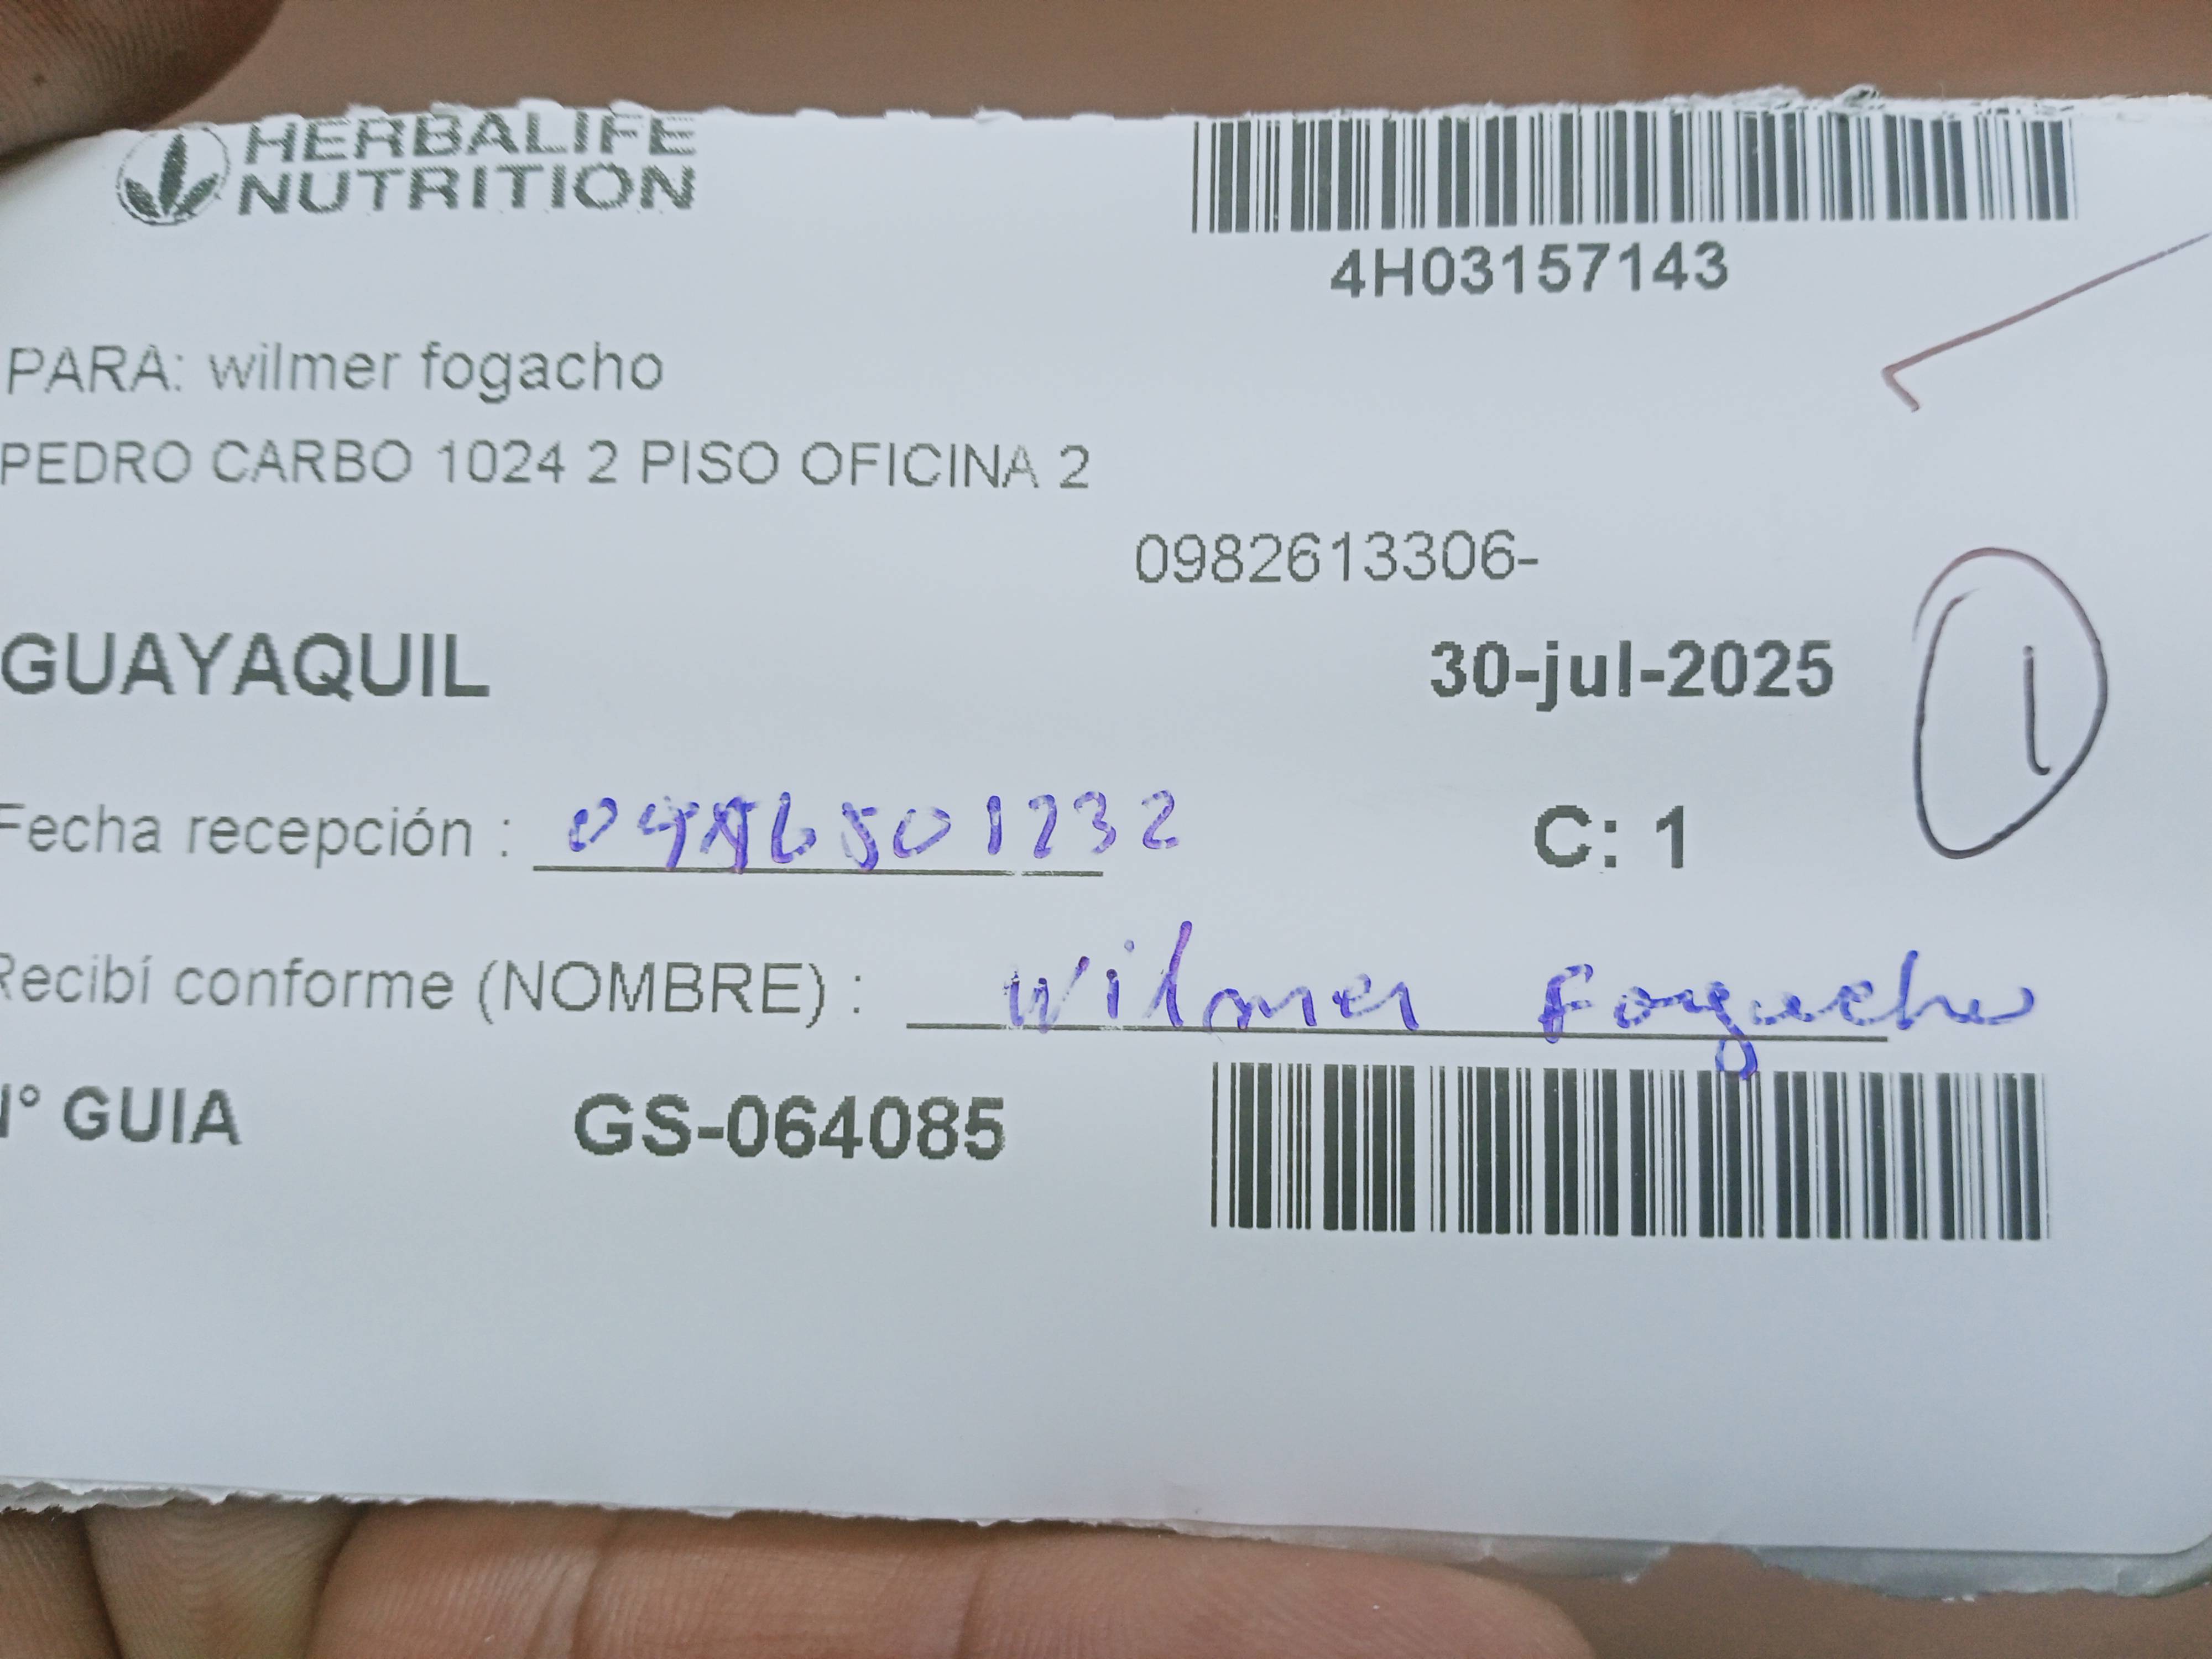 HERBALIFE
NUTRITION
4H03157143
PARA: wilmer fogacho
PEDRO CARBO 1024 2 PISO OFICINA 2
0982613306-
GUAYAQUIL
30-jul-2025
1
Fecha recepción :
C: 1
Recibí conforme (NOMBRE) : Wilmer Fogacho
N° GUIA GS-064085